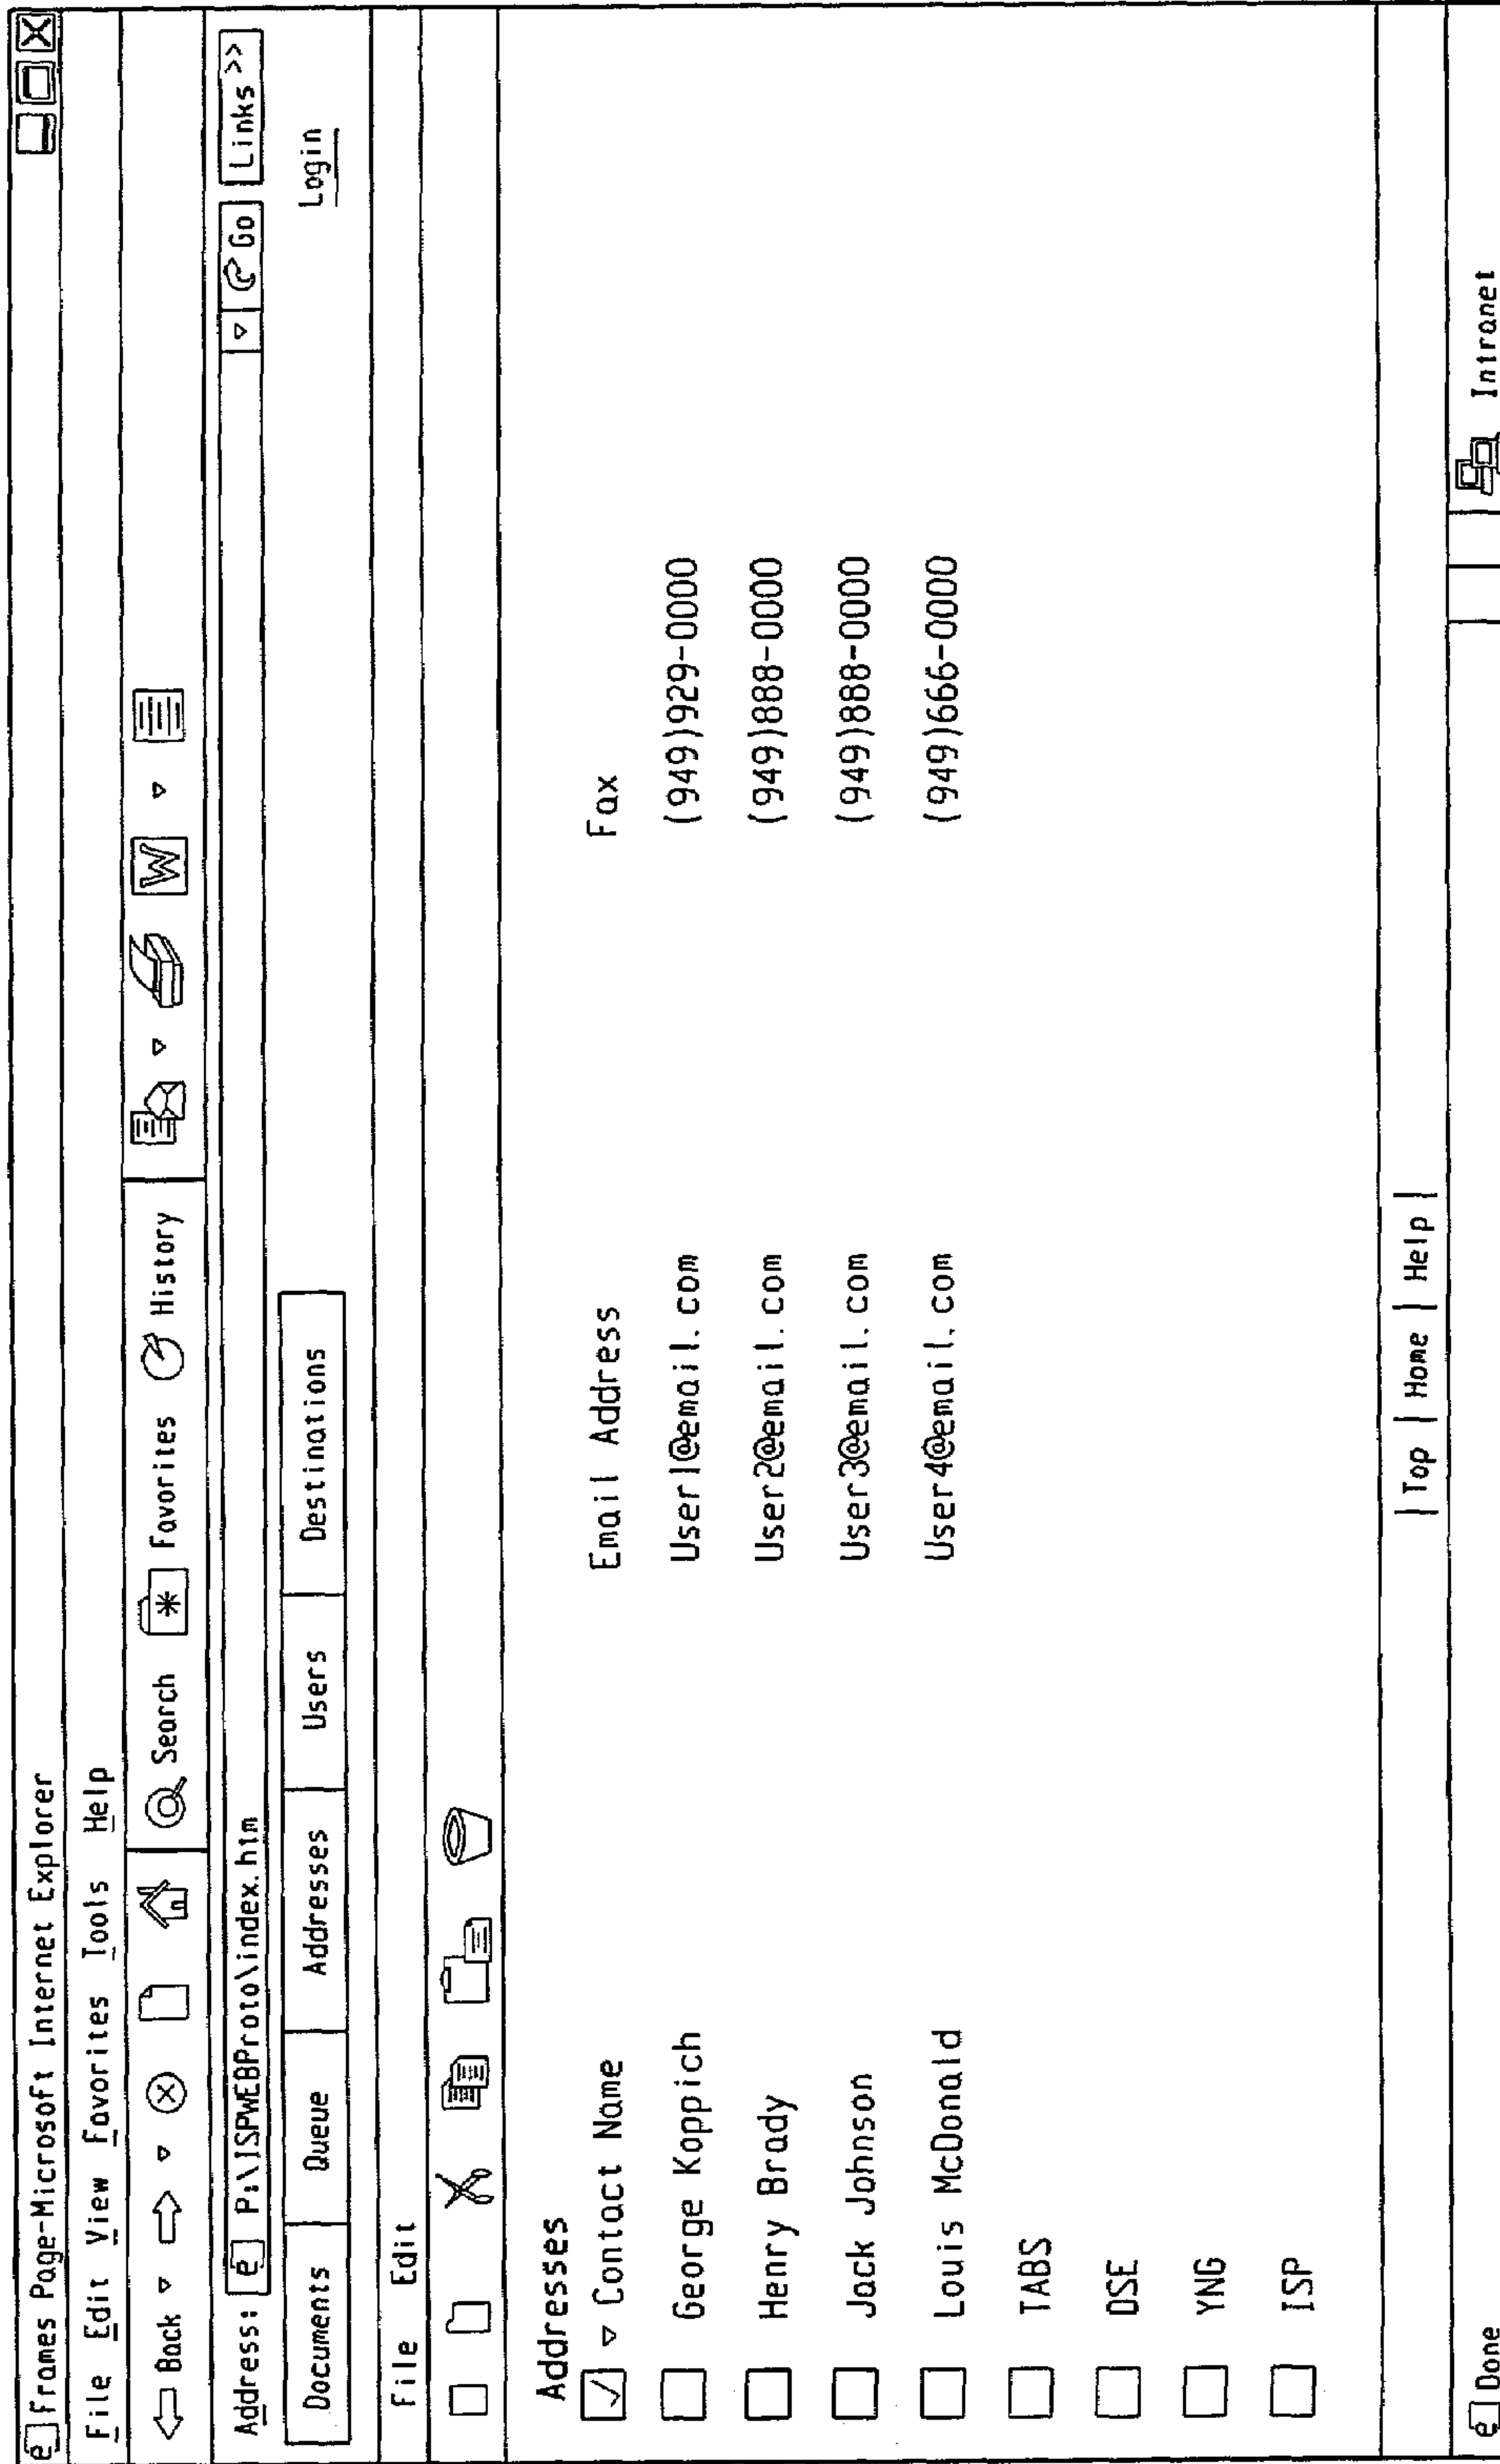 Frames Page-Microsoft Internet Explorer
File Edit View Favorites Tools Help
Back Search Favorites History W
Address: P:\ISPWEBProto\index.htm Go Links >>
Documents Queue Addresses Users Destinations Login
File Edit
Addresses
Contact Name Email Address Fax
George Koppich User1@email.com (949)929-0000
Henry Brady User2@email.com (949)888-0000
Jack Johnson User3@email.com (949)888-0000
Louis McDonald User4@email.com (949)666-0000
TABS
DSE
YNG
ISP
| Top | Home | Help |
Done Intranet